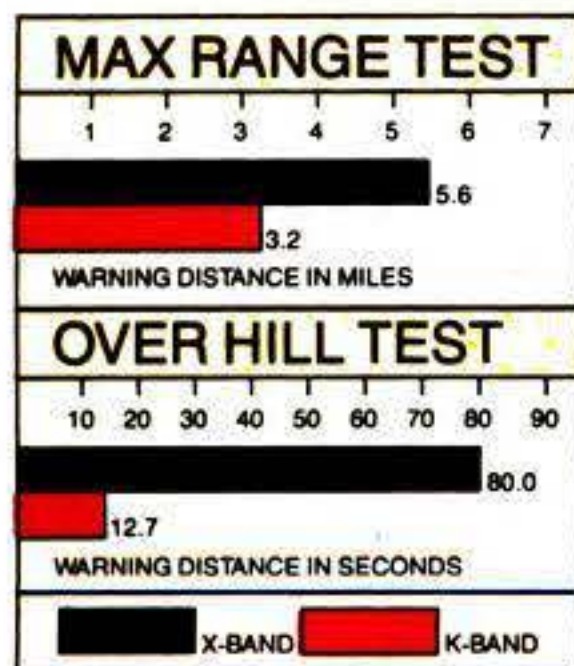 MAX RANGE TEST
1 2 3 4 5 6 7
5.6
3.2
WARNING DISTANCE IN MILES
OVER HILL TEST
10 20 30 40 50 60 70 80 90
80.0
12.7
WARNING DISTANCE IN SECONDS
X-BAND K-BAND